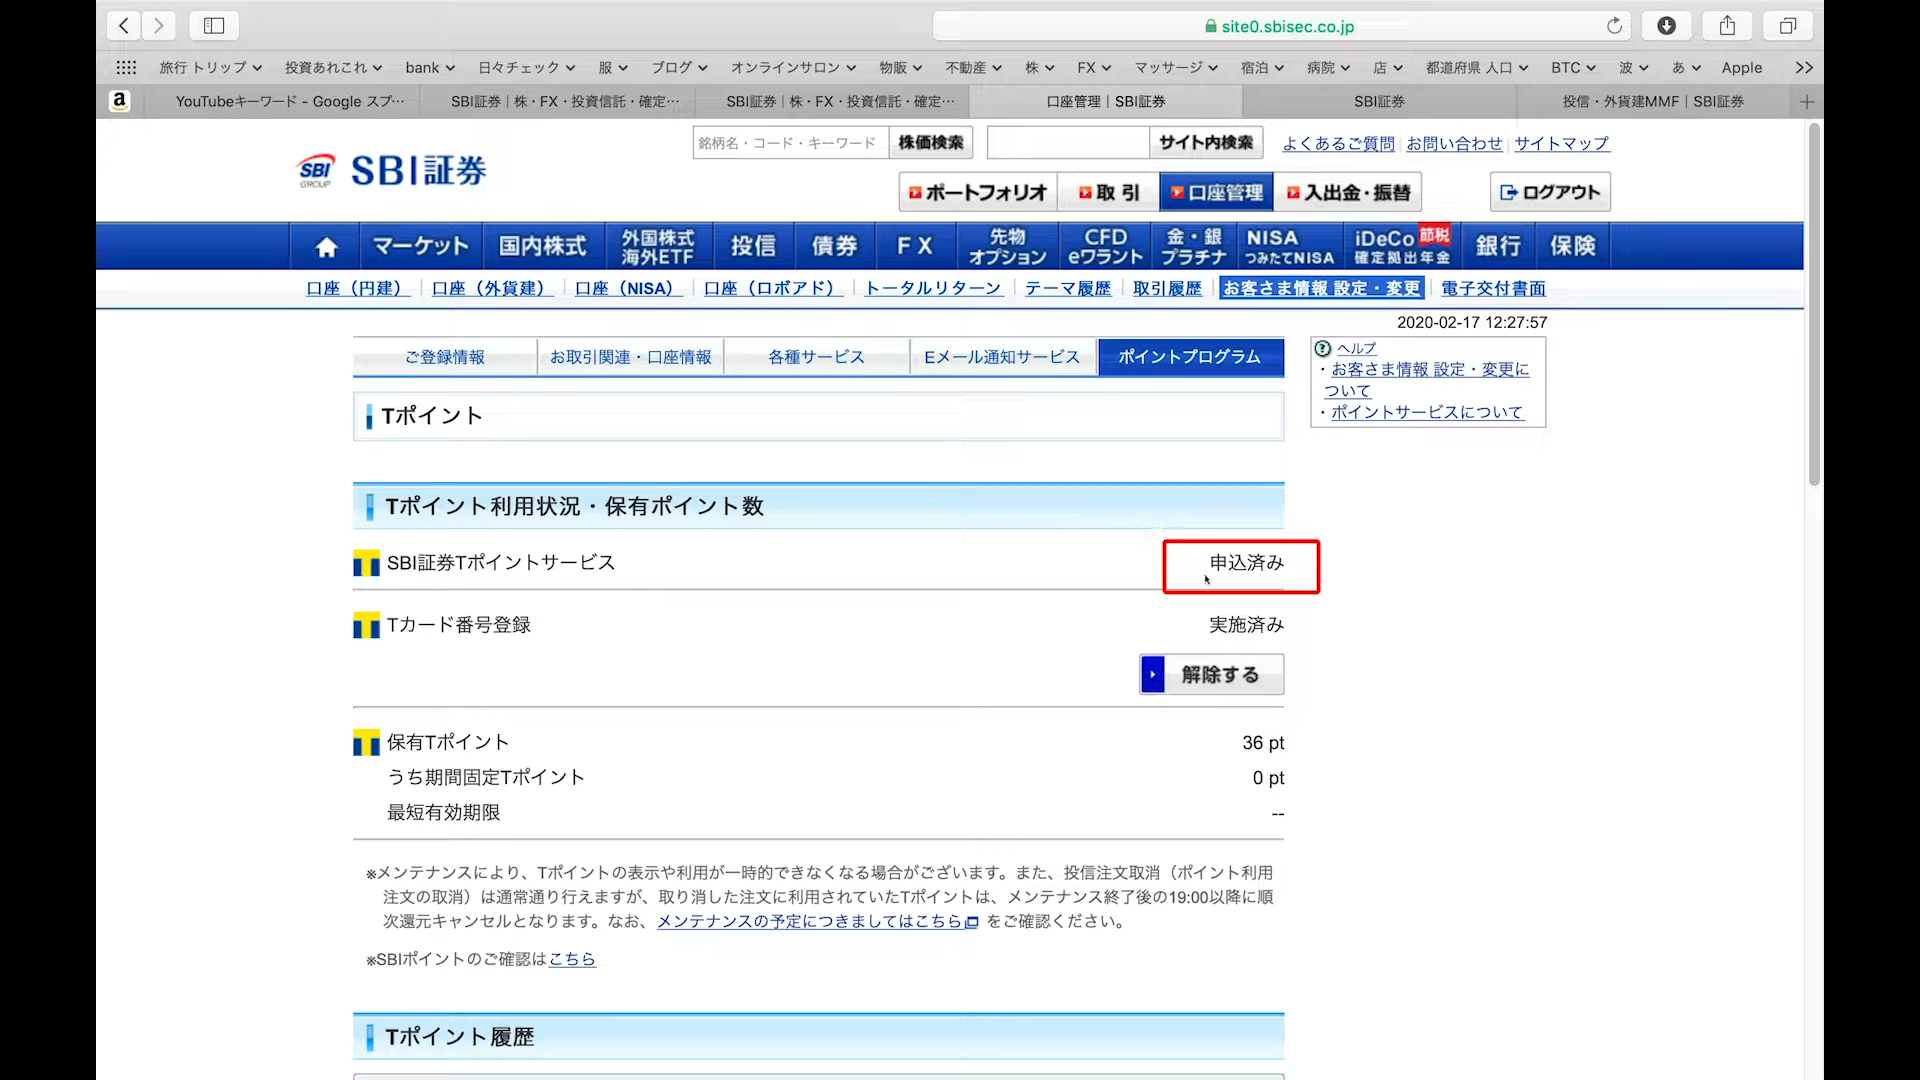 site0.sbisec.co.jp
旅行 トリップ 投資あれこれ bank 日々チェック 服 ブログ オンラインサロン 物販 不動産 株 FX マッサージ 宿泊 病院 店 都道府県 人口 BTC 波 あ Apple
a YouTubeキーワード - Google スプ… SBI証券｜株・FX・投資信託・確定… SBI証券｜株・FX・投資信託・確定… 口座管理｜SBI証券 SBI証券 投信・外貨建MMF｜SBI証券
銘柄名・コード・キーワード 株価検索 サイト内検索 よくあるご質問 お問い合わせ サイトマップ
SBI GROUP SBI証券
ポートフォリオ 取引 口座管理 入出金・振替 ログアウト
マーケット 国内株式 外国株式 海外ETF 投信 債券 FX 先物 オプション CFD eワラント 金・銀 プラチナ NISA つみたてNISA iDeCo 節税 確定拠出年金 銀行 保険
口座（円建） 口座（外貨建） 口座（NISA） 口座（ロボアド） トータルリターン テーマ履歴 取引履歴 お客さま情報 設定・変更 電子交付書面
2020-02-17 12:27:57
ご登録情報 お取引関連・口座情報 各種サービス Eメール通知サービス ポイントプログラム
? ヘルプ
・お客さま情報 設定・変更に
ついて
・ポイントサービスについて
Tポイント
Tポイント利用状況・保有ポイント数
SBI証券Tポイントサービス 申込済み
Tカード番号登録 実施済み
解除する
保有Tポイント 36 pt
うち期間固定Tポイント 0 pt
最短有効期限 --
※メンテナンスにより、Tポイントの表示や利用が一時的できなくなる場合がございます。また、投信注文取消（ポイント利用
注文の取消）は通常通り行えますが、取り消した注文に利用されていたTポイントは、メンテナンス終了後の19:00以降に順
次還元キャンセルとなります。なお、メンテナンスの予定につきましてはこちら をご確認ください。
※SBIポイントのご確認はこちら
Tポイント履歴